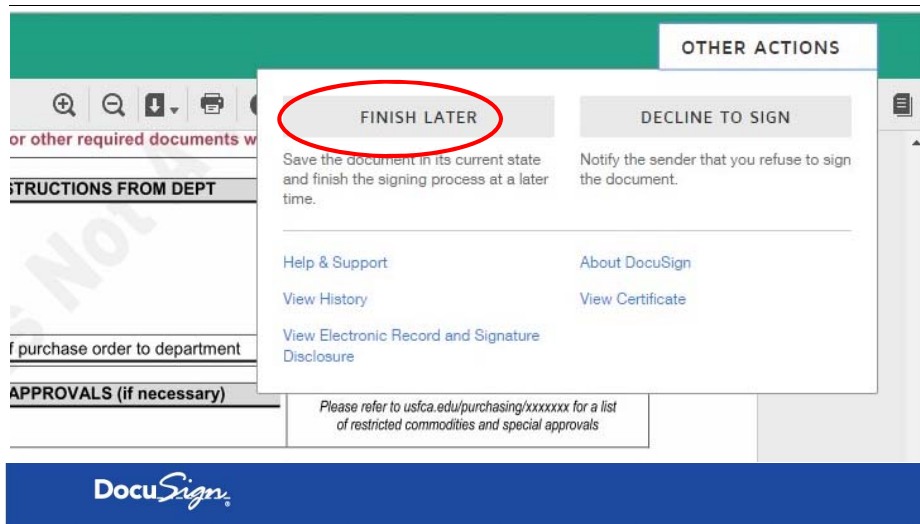 OTHER ACTIONS
FINISH LATER
DECLINE TO SIGN
or other required documents w
Save the document in its current state
and finish the signing process at a later
time.
Notify the sender that you refuse to sign
the document.
STRUCTIONS FROM DEPT
Help & Support
About DocuSign
View History
View Certificate
View Electronic Record and Signature
Disclosure
f purchase order to department
APPROVALS (if necessary)
Please refer to usfca.edu/purchasing/xxxxxxx for a list
of restricted commodities and special approvals
s Not A
DocuSign